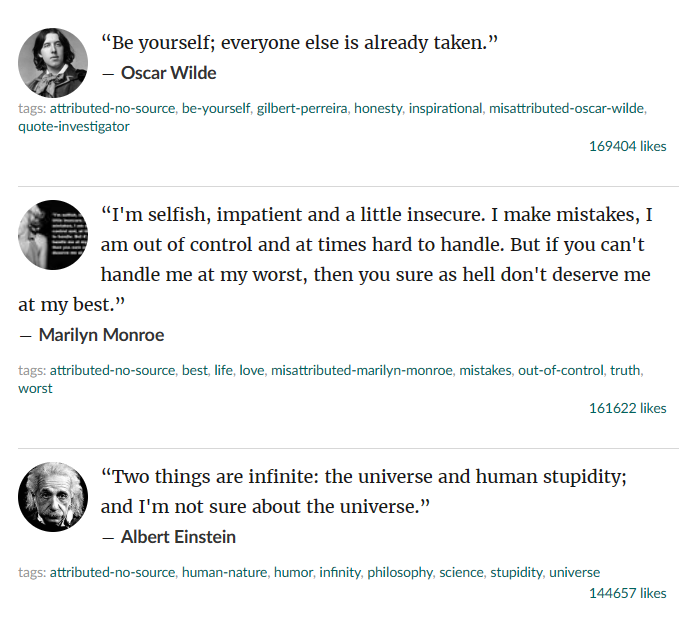 “Be yourself; everyone else is already taken.”
― Oscar Wilde
tags: attributed-no-source, be-yourself, gilbert-perreira, honesty, inspirational, misattributed-oscar-wilde,
quote-investigator
169404 likes
“I'm selfish, impatient and a little insecure. I make mistakes, I
am out of control and at times hard to handle. But if you can't
handle me at my worst, then you sure as hell don't deserve me
at my best.”
― Marilyn Monroe
tags: attributed-no-source, best, life, love, misattributed-marilyn-monroe, mistakes, out-of-control, truth,
worst
161622 likes
“Two things are infinite: the universe and human stupidity;
and I'm not sure about the universe.”
― Albert Einstein
tags: attributed-no-source, human-nature, humor, infinity, philosophy, science, stupidity, universe
144657 likes